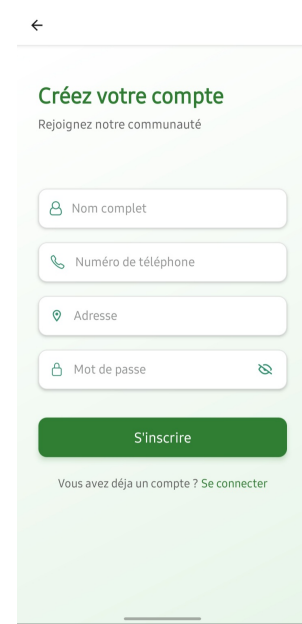 Créez votre compte
Rejoignez notre communauté
Nom complet
Numéro de téléphone
Adresse
Mot de passe
S'inscrire
Vous avez déja un compte ? Se connecter